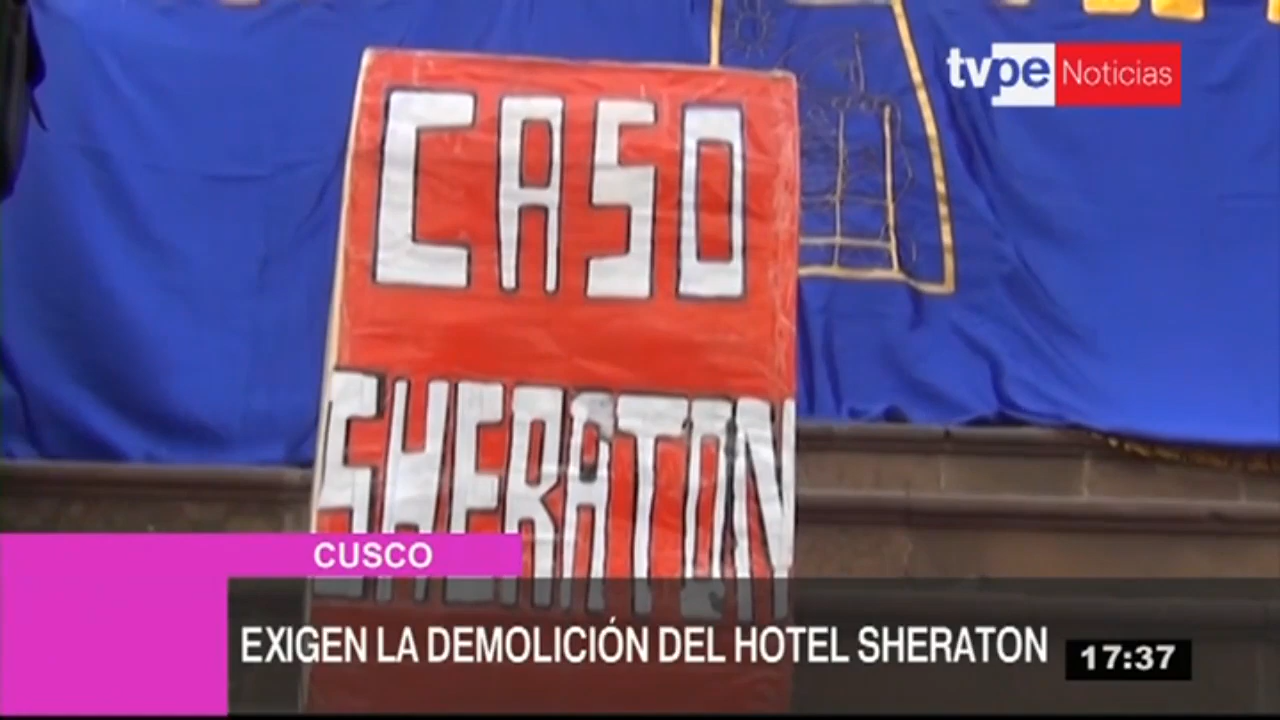 tvpe Noticias
CASO
SHERATON
CUSCO
EXIGEN LA DEMOLICIÓN DEL HOTEL SHERATON
17:37